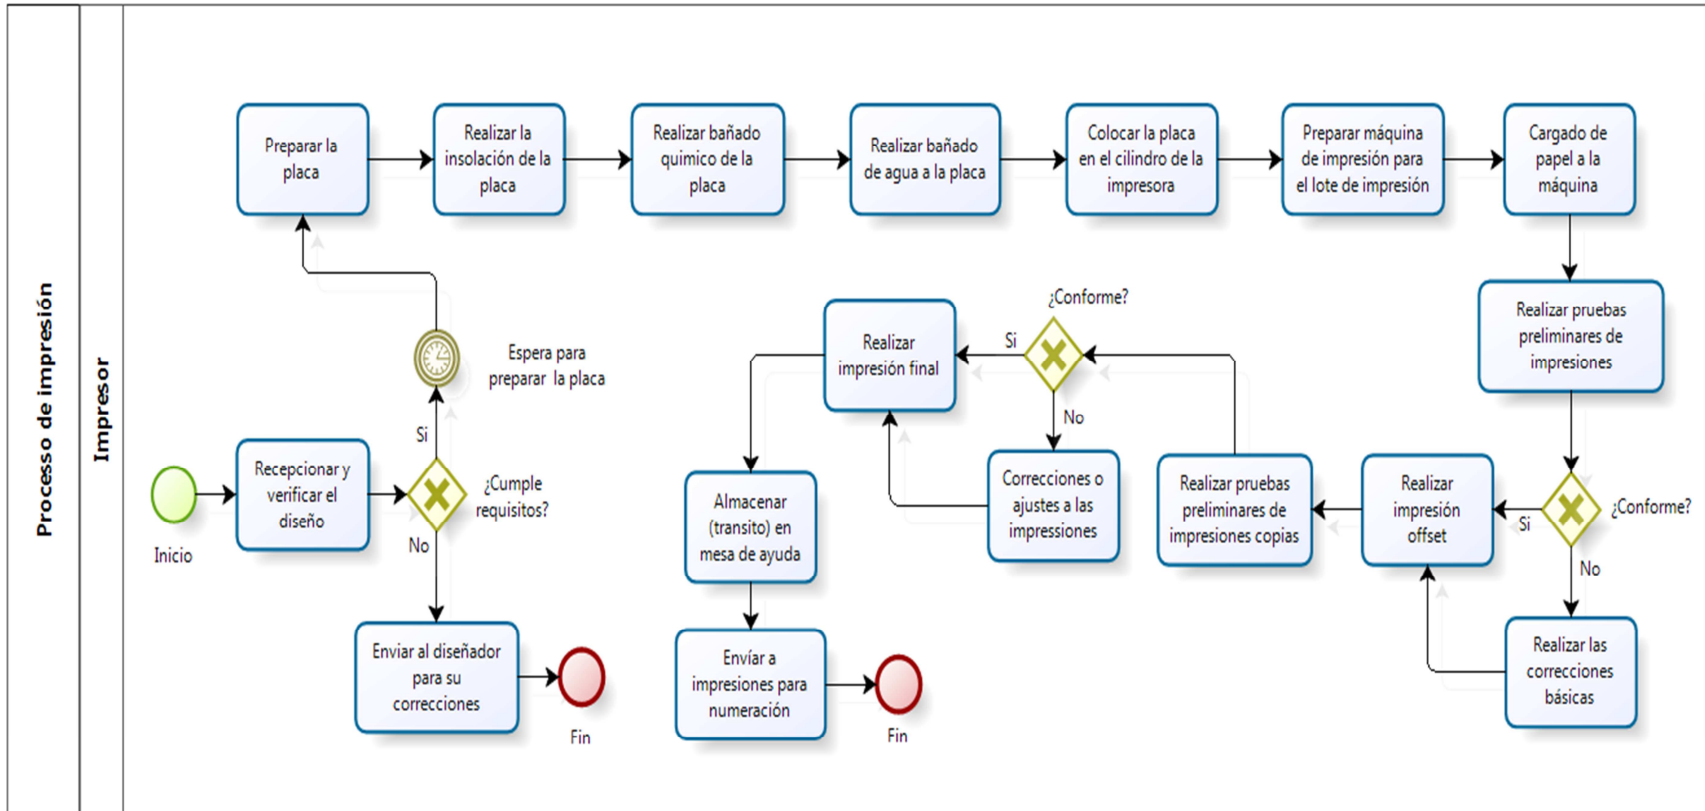 Processo de impresión
Impresor
Preparar la
placa
Realizar la
insolación de la
placa
Realizar bañado
quimico de la
placa
Realizar bañado
de agua a la placa
Colocar la placa
en el cilindro de la
impresora
Preparar máquina
de impresión para
el lote de impresión
Cargado de
papel a la
máquina
Realizar pruebas
preliminares de
impresiones
¿Conforme?
Si
No
Realizar las
correcciones
básicas
Realizar
impresión
offset
Realizar pruebas
preliminares de
impresiones copias
¿Conforme?
Si
No
Correcciones o
ajustes a las
impressiones
Realizar
impresión final
Almacenar
(transito) en
mesa de ayuda
Envíar a
impresiones para
numeración
Fin
Espera para
preparar la placa
Si
Inicio
Recepcionar y
verificar el
diseño
¿Cumple
requisitos?
No
Enviar al diseñador
para su
correcciones
Fin